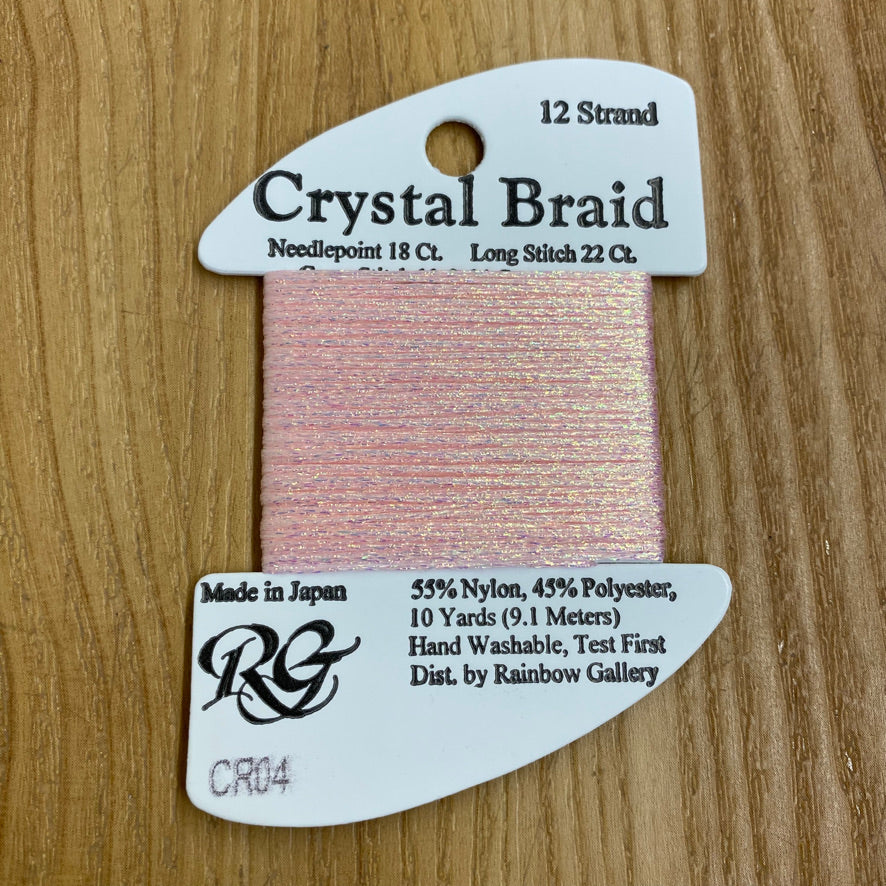 12 Strand
Crystal Braid
Needlepoint 18 Ct. Long Stitch 22 Ct.
Made in Japan
55% Nylon, 45% Polyester,
10 Yards (9.1 Meters)
Hand Washable, Test First
Dist. by Rainbow Gallery
RG
CR04